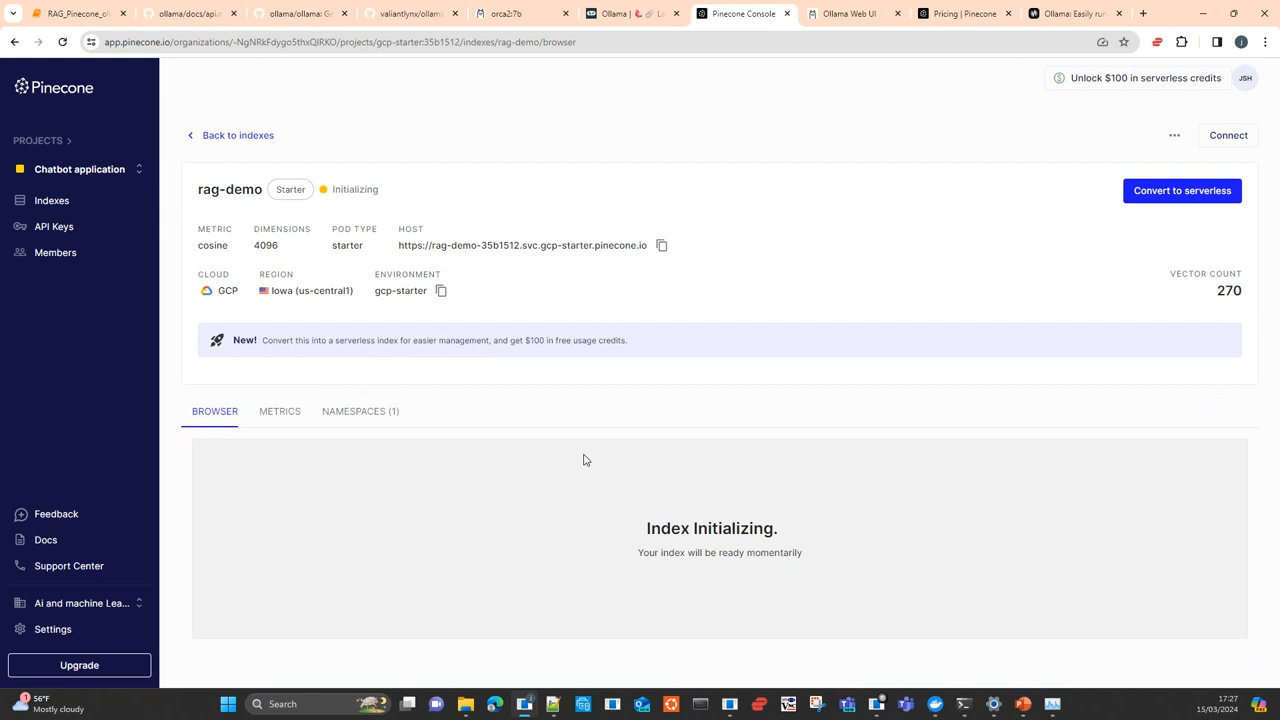 RAG_Pinecone_oll
ollama/docs/api.m
ollama/ollama: Ge
valiantlynx/ollama
orca2:7b
Ollama | 🦜️🔗 La
Pinecone Console
Ollama Web UI
Pricing | Pinecone
Ollama: Easily run
app.pinecone.io/organizations/-NgNRkFdygo5thxQIRKO/projects/gcp-starter:35b1512/indexes/rag-demo/browser
Pinecone
Unlock $100 in serverless credits
JSH
PROJECTS
Chatbot application
Indexes
API Keys
Members
Back to indexes
Connect
rag-demo
Starter
Initializing
Convert to serverless
METRIC
DIMENSIONS
POD TYPE
HOST
cosine
4096
starter
https://rag-demo-35b1512.svc.gcp-starter.pinecone.io
CLOUD
REGION
ENVIRONMENT
VECTOR COUNT
GCP
Iowa (us-central1)
gcp-starter
270
New! Convert this into a serverless index for easier management, and get $100 in free usage credits.
BROWSER
METRICS
NAMESPACES (1)
Index Initializing.
Your index will be ready momentarily
Feedback
Docs
Support Center
Ai and machine Lea...
Settings
Upgrade
1
56°F
Mostly cloudy
Search
17:27
15/03/2024